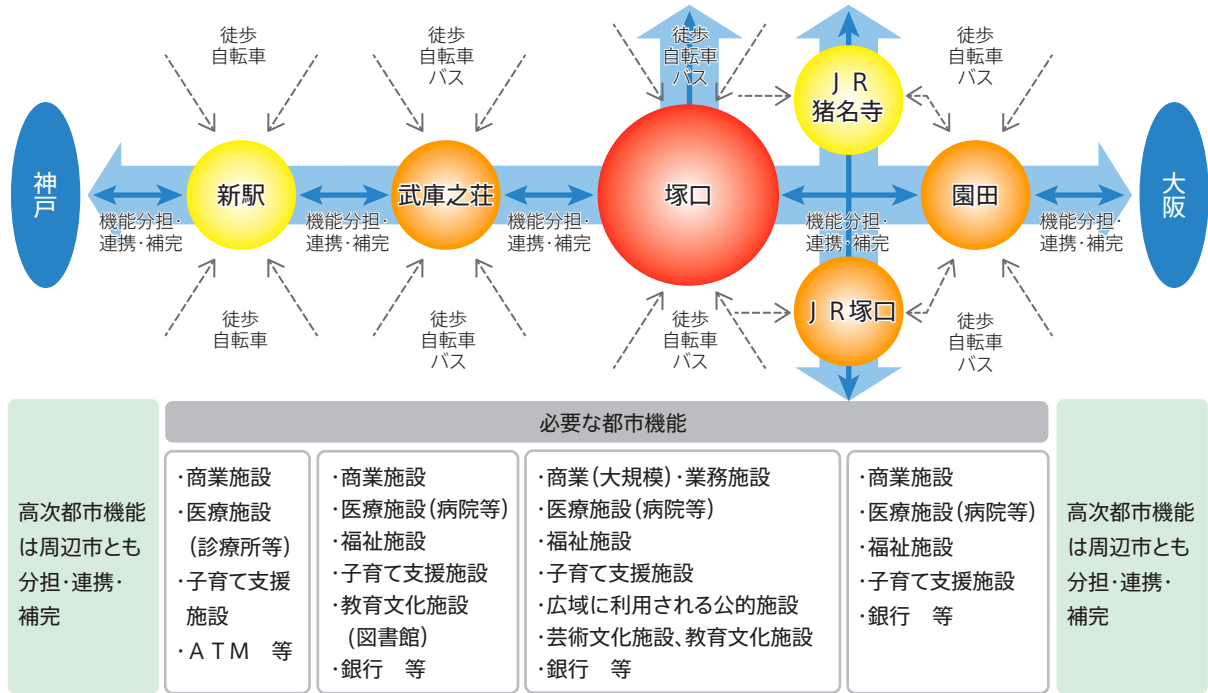 徒歩
自転車
徒歩
自転車
バス
徒歩
自転車
バス
徒歩
自転車
バス
神戸
新駅
武庫之荘
塚口
ＪＲ
猪名寺
園田
大阪
機能分担・
連携・補完
機能分担・
連携・補完
機能分担・
連携・補完
機能分担・
連携・補完
機能分担・
連携・補完
ＪＲ塚口
徒歩
自転車
徒歩
自転車
バス
徒歩
自転車
バス
徒歩
自転車
バス
必要な都市機能
高次都市機能
は周辺市とも
分担・連携・
補完
・商業施設
・医療施設
(診療所等)
・子育て支援
施設
・ＡＴＭ　等
・商業施設
・医療施設(病院等)
・福祉施設
・子育て支援施設
・教育文化施設
(図書館)
・銀行　等
・商業(大規模)・業務施設
・医療施設(病院等)
・福祉施設
・子育て支援施設
・広域に利用される公的施設
・芸術文化施設、教育文化施設
・銀行　等
・商業施設
・医療施設(病院等)
・福祉施設
・子育て支援施設
・銀行　等
高次都市機能
は周辺市とも
分担・連携・
補完